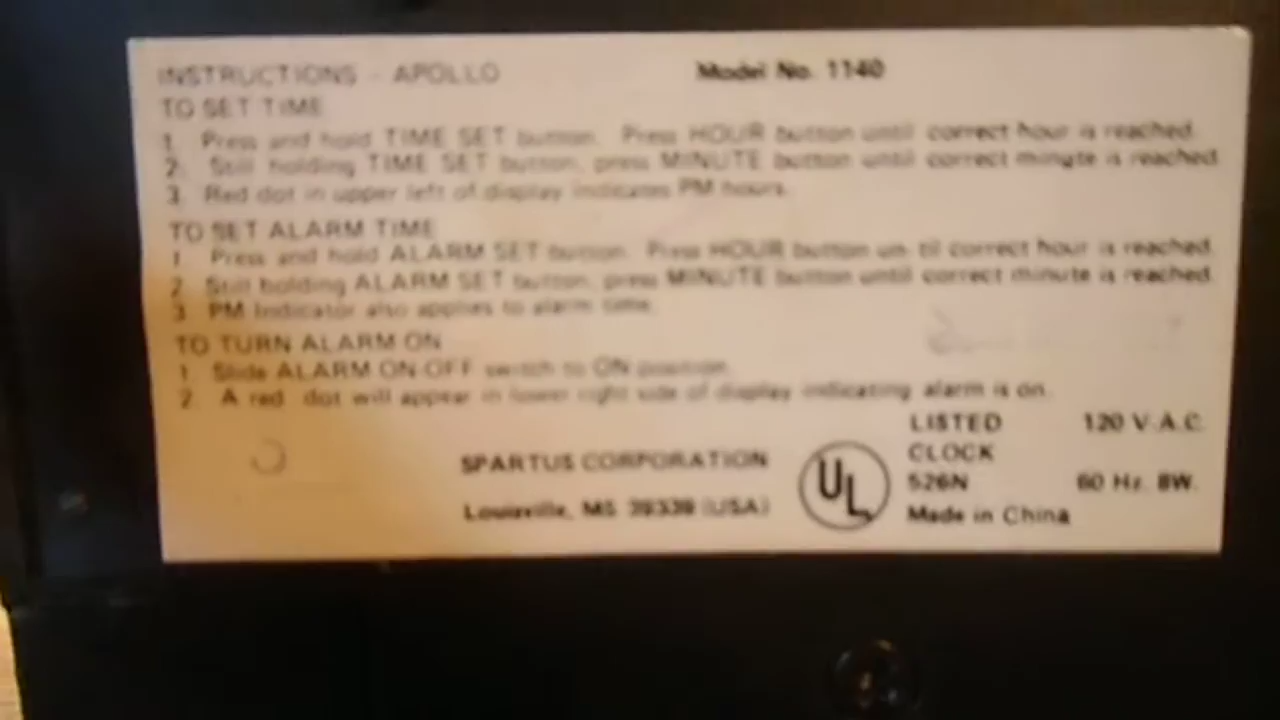 INSTRUCTIONS - APOLLO Model No. 1140
TO SET TIME
1. Press and hold TIME SET button. Press HOUR button until correct hour is reached.
2. Still holding TIME SET button, press MINUTE button until correct minute is reached.
3. Red dot in upper left of display indicates PM hours.
TO SET ALARM TIME
1. Press and hold ALARM SET button. Press HOUR button un- til correct hour is reached.
2. Still holding ALARM SET button, press MINUTE button until correct minute is reached.
3. PM Indicator also applies to alarm time.
TO TURN ALARM ON
1. Slide ALARM ON-OFF switch to ON position.
2. A red dot will appear in lower right side of display indicating alarm is on.
SPARTUS CORPORATION
Louisville, MS 39339 (USA)
UL
LISTED 120 V.A.C.
CLOCK
526N 60 Hz. 8W.
Made in China